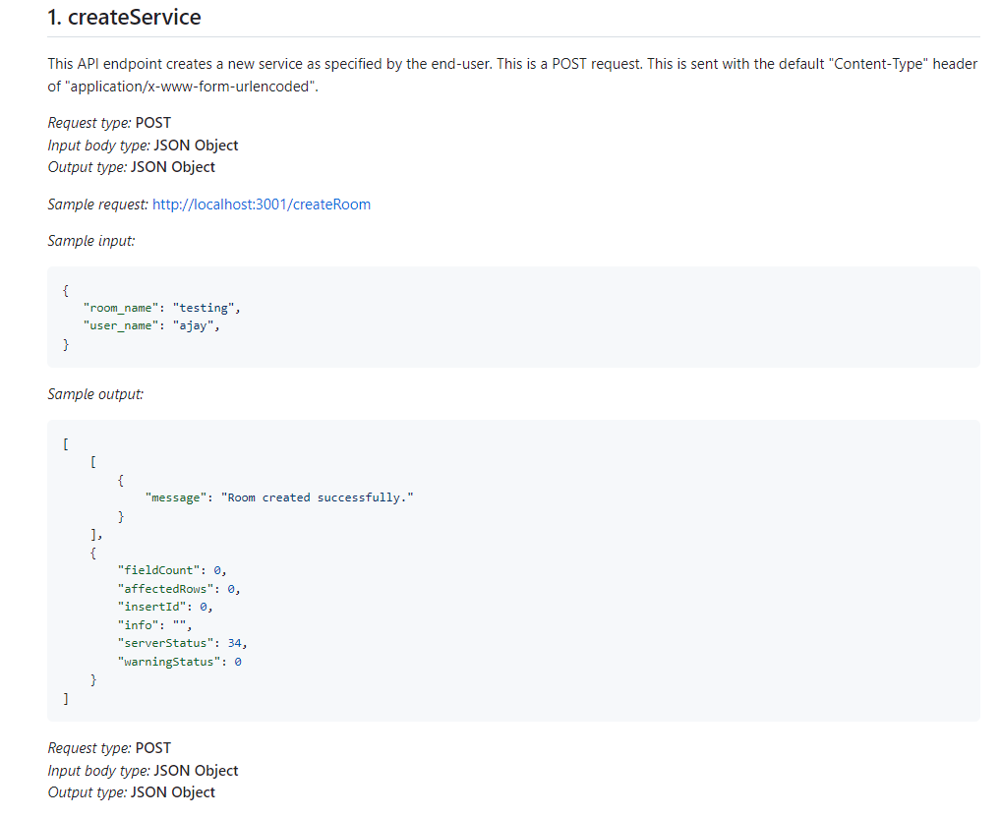 1. createService
This API endpoint creates a new service as specified by the end-user. This is a POST request. This is sent with the default "Content-Type" header
of "application/x-www-form-urlencoded".
Request type: POST
Input body type: JSON Object
Output type: JSON Object
Sample request: http://localhost:3001/createRoom
Sample input:
{
   "room_name": "testing",
   "user_name": "ajay",
}
Sample output:
[
    [
        {
            "message": "Room created successfully."
        }
    ],
    {
        "fieldCount": 0,
        "affectedRows": 0,
        "insertId": 0,
        "info": "",
        "serverStatus": 34,
        "warningStatus": 0
    }
]
Request type: POST
Input body type: JSON Object
Output type: JSON Object